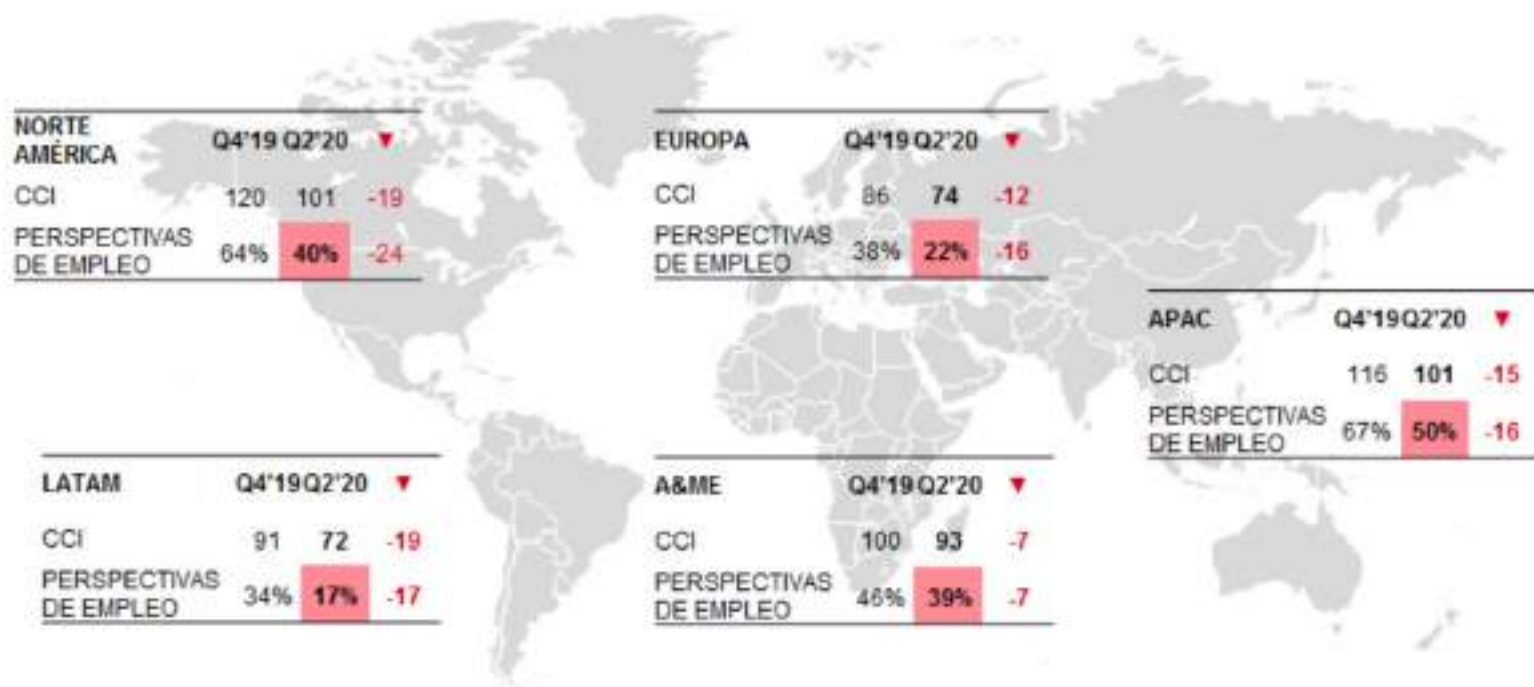 NORTE
AMÉRICA Q4'19 Q2'20 ▼
CCI 120 101 -19
PERSPECTIVAS
DE EMPLEO 64% 40% -24
EUROPA Q4'19 Q2'20 ▼
CCI 86 74 -12
PERSPECTIVAS
DE EMPLEO 38% 22% -16
APAC Q4'19 Q2'20 ▼
CCI 116 101 -15
PERSPECTIVAS
DE EMPLEO 67% 50% -16
LATAM Q4'19 Q2'20 ▼
CCI 91 72 -19
PERSPECTIVAS
DE EMPLEO 34% 17% -17
A&ME Q4'19 Q2'20 ▼
CCI 100 93 -7
PERSPECTIVAS
DE EMPLEO 46% 39% -7